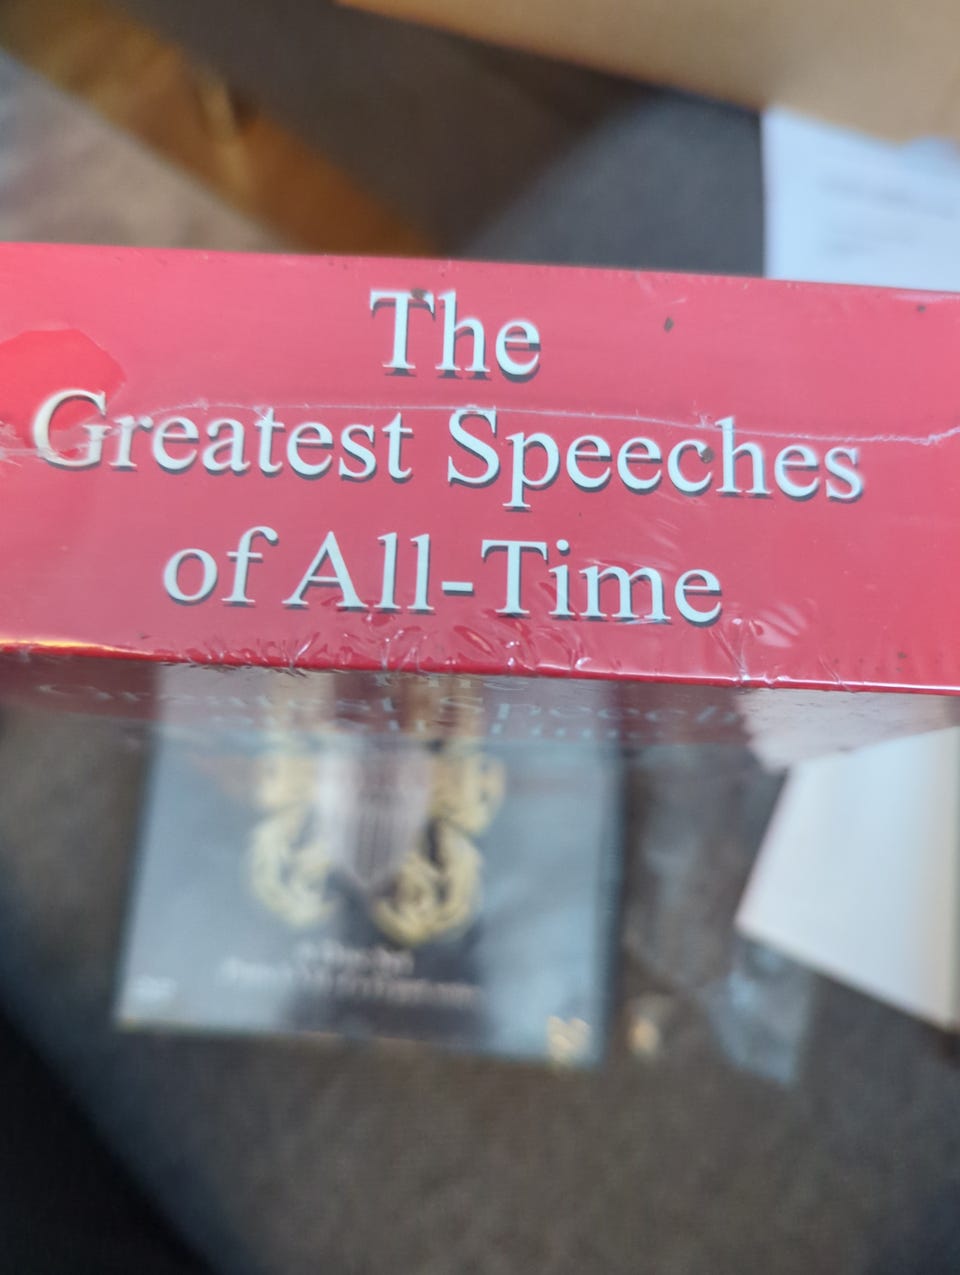 The
Greatest Speeches
of All-Time